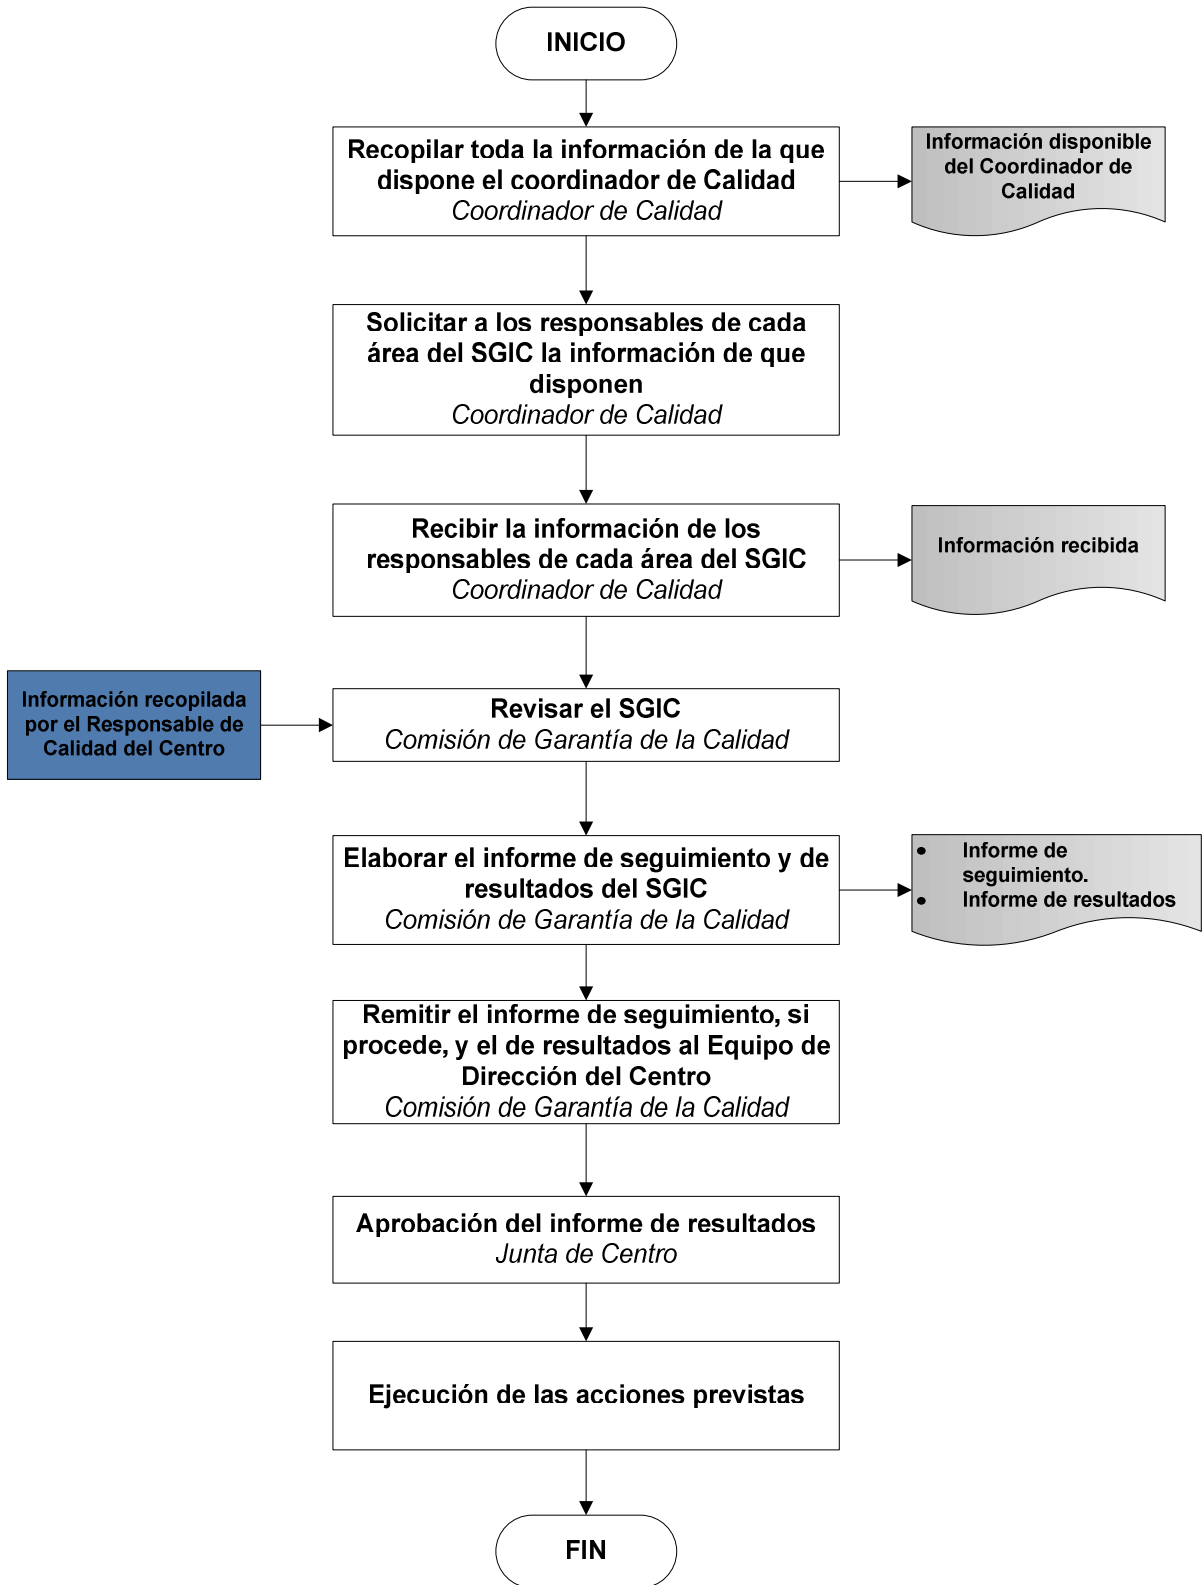 INICIO
Recopilar toda la información de la que
dispone el coordinador de Calidad
Coordinador de Calidad
Información disponible
del Coordinador de
Calidad
Solicitar a los responsables de cada
área del SGIC la información de que
disponen
Coordinador de Calidad
Recibir la información de los
responsables de cada área del SGIC
Coordinador de Calidad
Información recibida
Información recopilada
por el Responsable de
Calidad del Centro
Revisar el SGIC
Comisión de Garantía de la Calidad
Elaborar el informe de seguimiento y de
resultados del SGIC
Comisión de Garantía de la Calidad
• Informe de
seguimiento.
• Informe de resultados
Remitir el informe de seguimiento, si
procede, y el de resultados al Equipo de
Dirección del Centro
Comisión de Garantía de la Calidad
Aprobación del informe de resultados
Junta de Centro
Ejecución de las acciones previstas
FIN